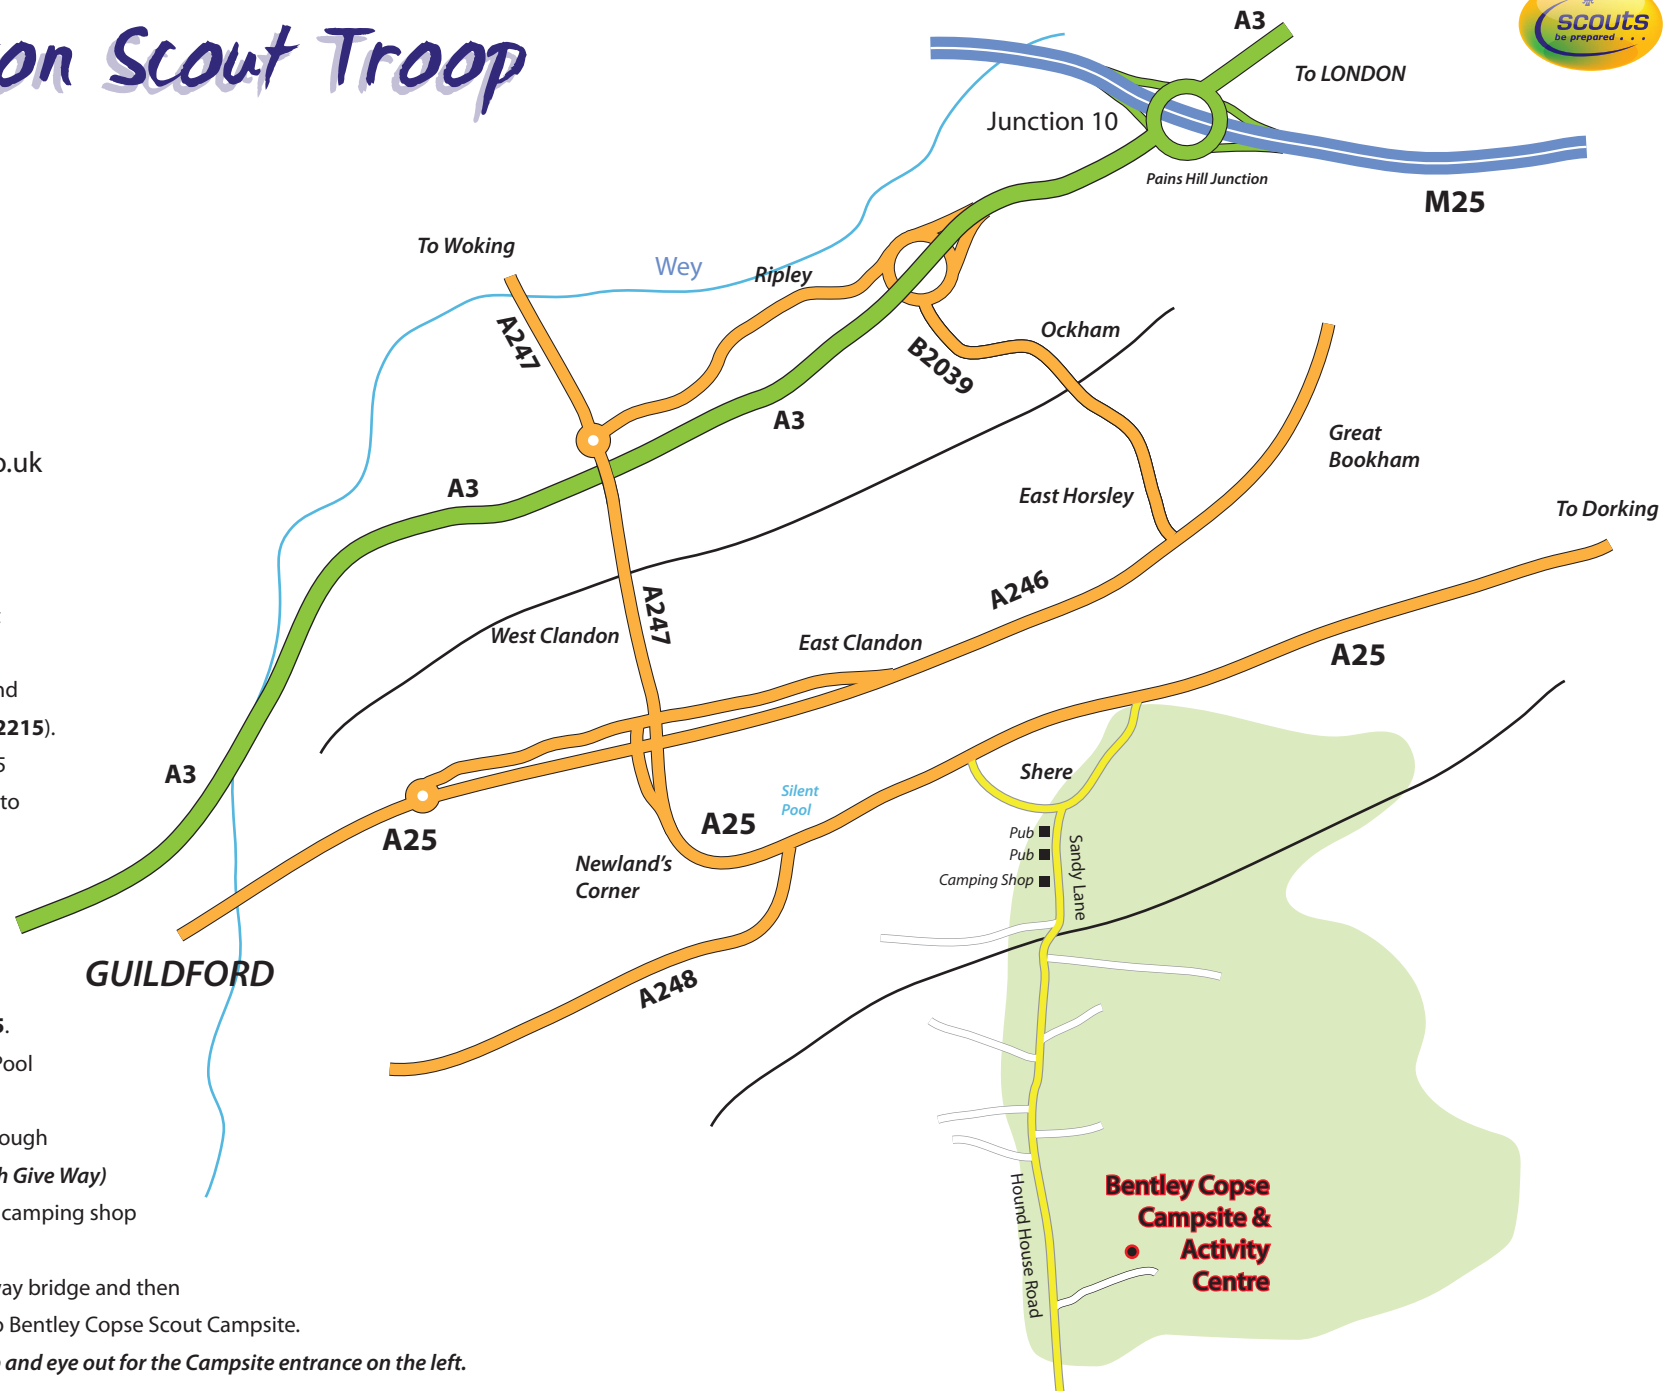 on Scout Troop
scouts
be prepared . . .
A3
To LONDON
Junction 10
Pains Hill Junction
M25
To Woking
Wey
Ripley
A247
Ockham
B2039
A3
Great
Bookham
o.uk
A3
East Horsley
To Dorking
A246
A247
West Clandon
East Clandon
A25
nd
2215).
5
to
A3
Shere
Silent
Pool
A25
A25
Pub
Pub
Camping Shop
Sandy Lane
Newland's
Corner
GUILDFORD
A248
5.
Pool
ough
h Give Way)
camping shop
Hound House Road
Bentley Copse
Campsite &
Activity
Centre
way bridge and then
o Bentley Copse Scout Campsite.
and eye out for the Campsite entrance on the left.